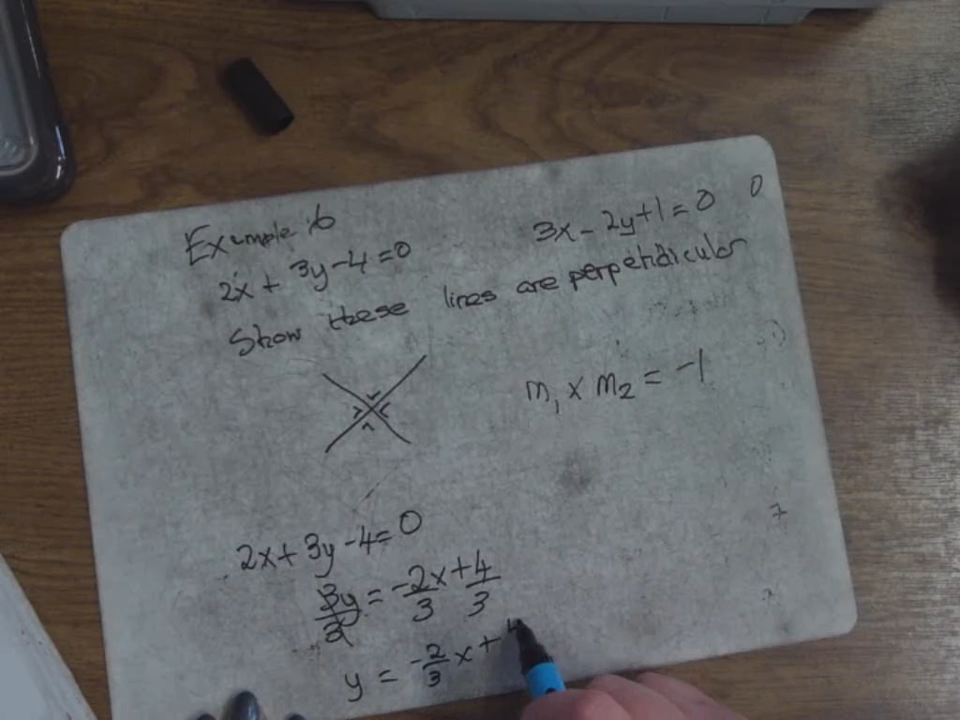 Example 16
2x + 3y - 4 = 0 3x - 2y + 1 = 0
Show these lines are perpendicular
m₁ × m₂ = -1
2x + 3y - 4 = 0
3y/3 = -2x/3 + 4/3
y = -2/3 x +